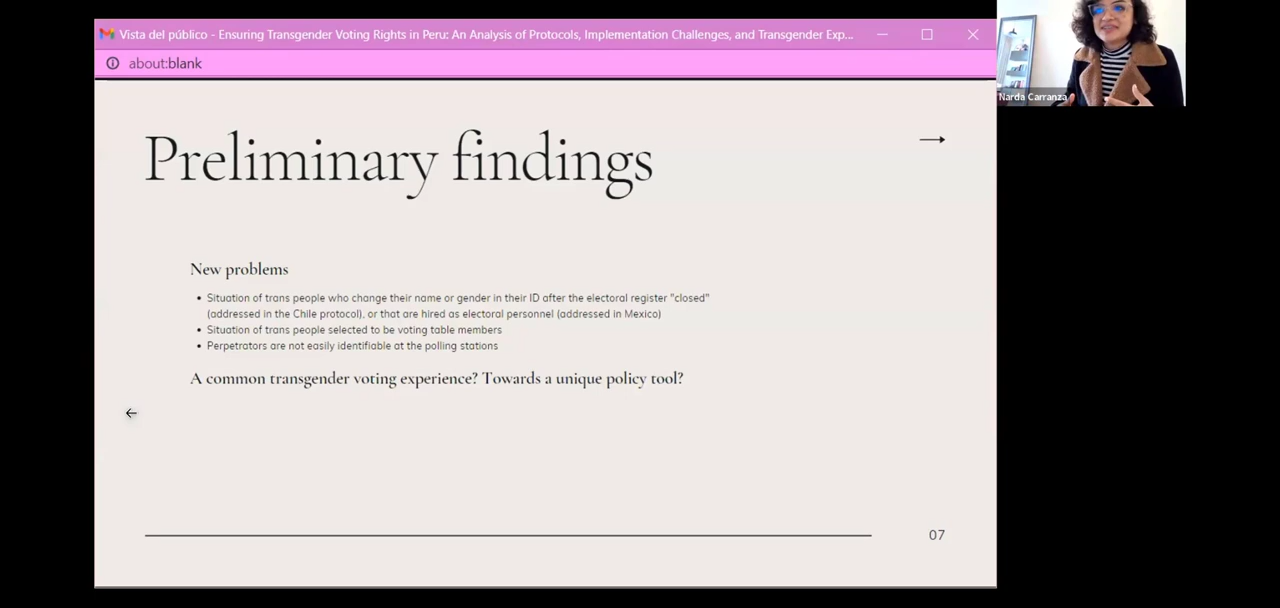 Vista del público - Ensuring Transgender Voting Rights in Peru: An Analysis of Protocols, Implementation Challenges, and Transgender Exp...
about:blank
Narda Carranza
Preliminary findings
New problems
• Situation of trans people who change their name or gender in their ID after the electoral register "closed"
(addressed in the Chile protocol), or that are hired as electoral personnel (addressed in Mexico)
• Situation of trans people selected to be voting table members
• Perpetrators are not easily identifiable at the polling stations
A common transgender voting experience? Towards a unique policy tool?
07